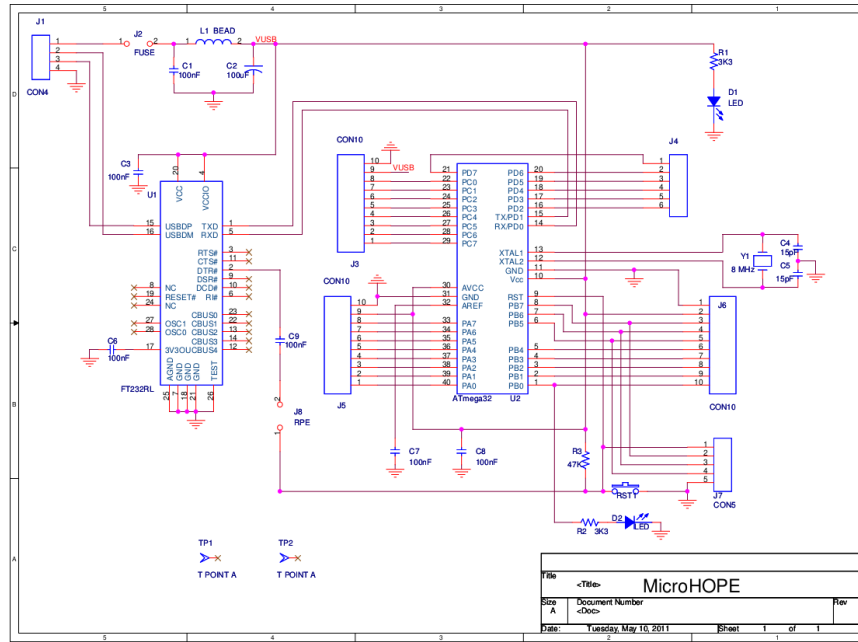 5 4 3 2 1
J1
J2
L1 BEAD
VUSB
1
2
3
4
1 2
FUSE
1 2
C1
100nF
C2
100uF
CON4
R1
3K3
D1
LED
D
C
B
A
C3
100nF
U1
20 4
VCC
VCCIO
15 USBDP
16 USBDM
TXD 1
RXD 5
RTS# 3
CTS# 11
DTR# 2
DSR# 9
DCD# 10
RI# 6
8 NC
19 RESET#
24 NC
27 OSC1
28 OSC0
CBUS0 23
CBUS1 22
CBUS2 13
CBUS3 14
17 3V3OUT CBUS4 12
AGND
GND
GND
GND
TEST
25 7 18 21 26
FT232RL
C6
100nF
C9
100nF
2
J8
RPE
1
CON10
VUSB
10
9
8
7
6
5
4
3
2
1
J3
21 PD7
22 PC0
23 PC1
24 PC2
25 PC3
26 PC4
27 PC5
28 PC6
29 PC7
30 AVCC
31 GND
32 AREF
33 PA7
34 PA6
35 PA5
36 PA4
37 PA3
38 PA2
39 PA1
40 PA0
PD6 20
PD5 19
PD4 18
PD3 17
PD2 16
TX/PD1 15
RX/PD0 14
XTAL1 13
XTAL2 12
GND 11
Vcc 10
RST 9
PB7 8
PB6 7
PB5 6
PB4 5
PB3 4
PB2 3
PB1 2
PB0 1
ATmega32 U2
CON10
10
9
8
7
6
5
4
3
2
1
J5
J4
1
2
3
4
5
6
Y1
8 MHz
C4
15pF
C5
15pF
J6
1
2
3
4
5
6
7
8
9
10
CON10
C7
100nF
C8
100nF
R3
47K
RST1
1
2
3
4
5
J7
CON5
D2
LED
R2 3K3
TP1
T POINT A
TP2
T POINT A
Title
<Title> MicroHOPE
Size Document Number Rev
A <Doc>
Date: Tuesday, May 10, 2011 Sheet 1 of 1
5 4 3 2 1